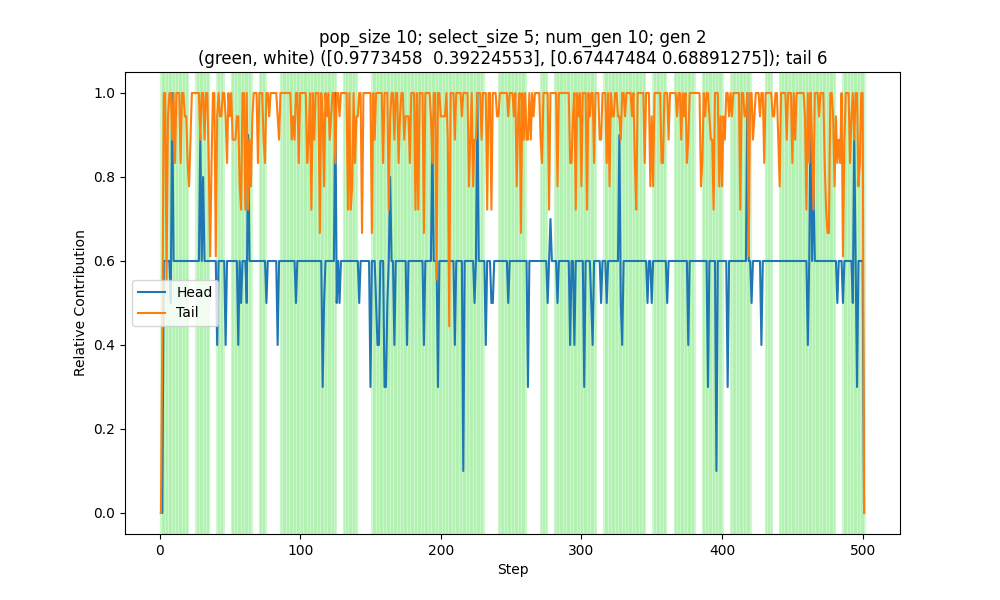 pop_size 10; select_size 5; num_gen 10; gen 2
(green, white) ([0.9773458  0.39224553], [0.67447484 0.68891275]); tail 6
Relative Contribution
1.0
0.8
0.6
0.4
0.2
0.0
Head
Tail
0
100
200
300
400
500
Step